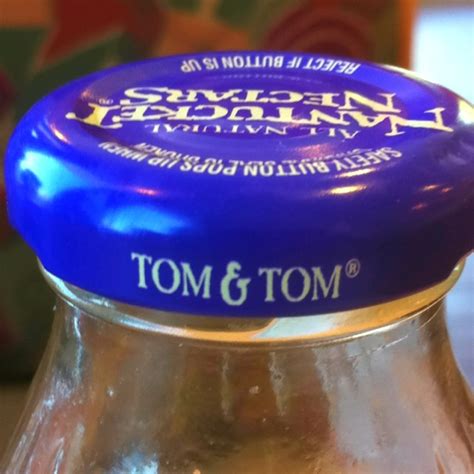 REJECT IF BUTTON IS UP
ALL NATURAL
NANTUCKET
NECTARS®
SAFETY BUTTON POPS UP WHEN
TOM & TOM®